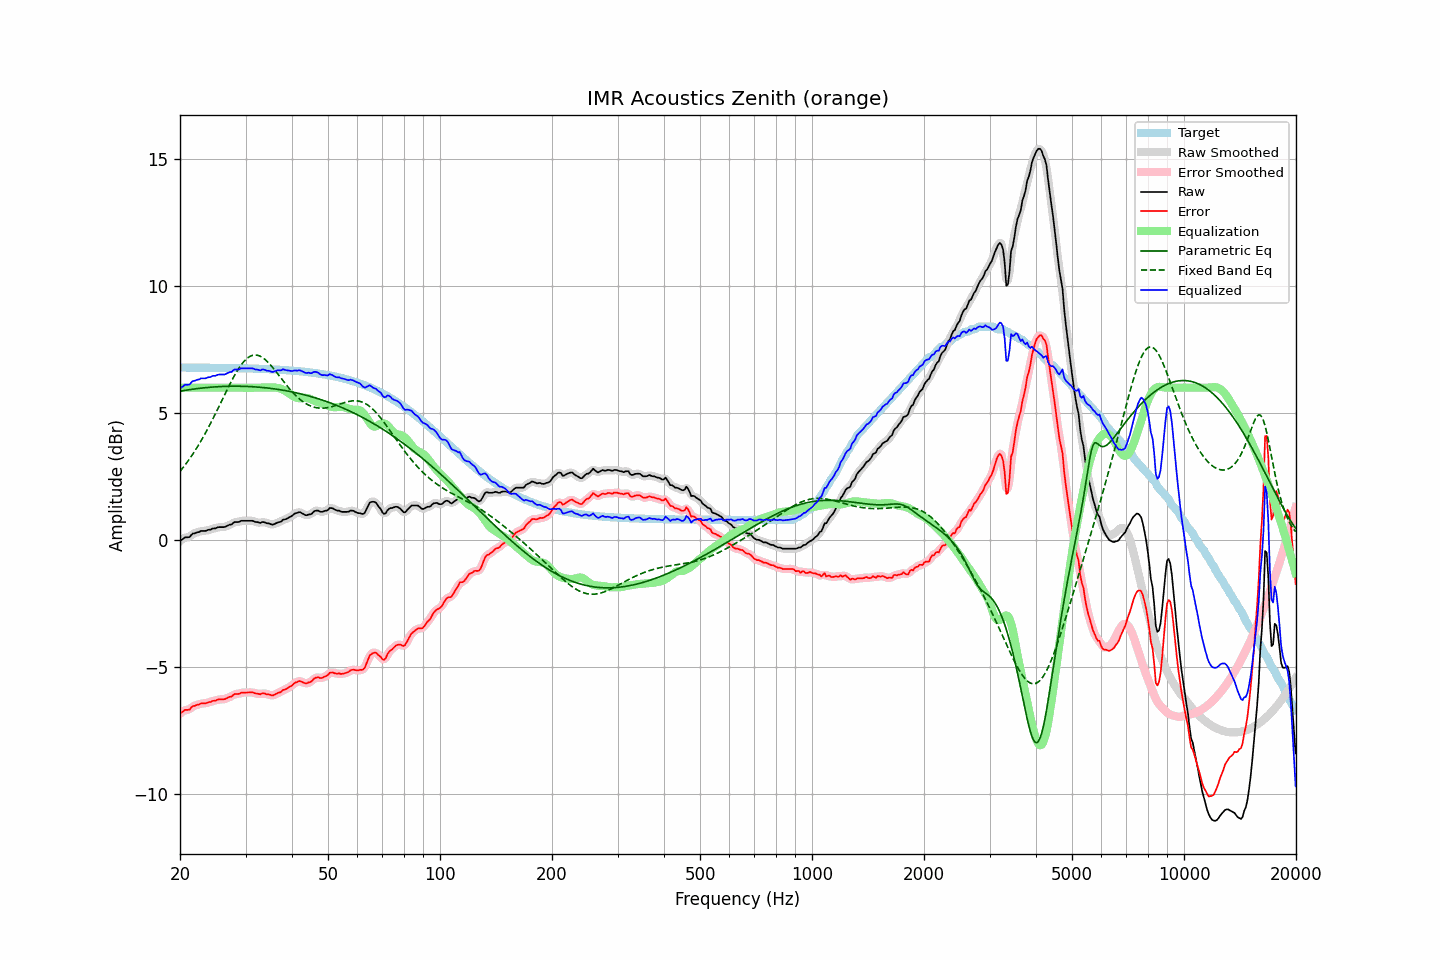 IMR Acoustics Zenith (orange)
Target
Raw Smoothed
Error Smoothed
Raw
Error
Equalization
Parametric Eq
Fixed Band Eq
Equalized
Amplitude (dBr)
15
10
5
0
−5
−10
20 50 100 200 500 1000 2000 5000 10000 20000
Frequency (Hz)